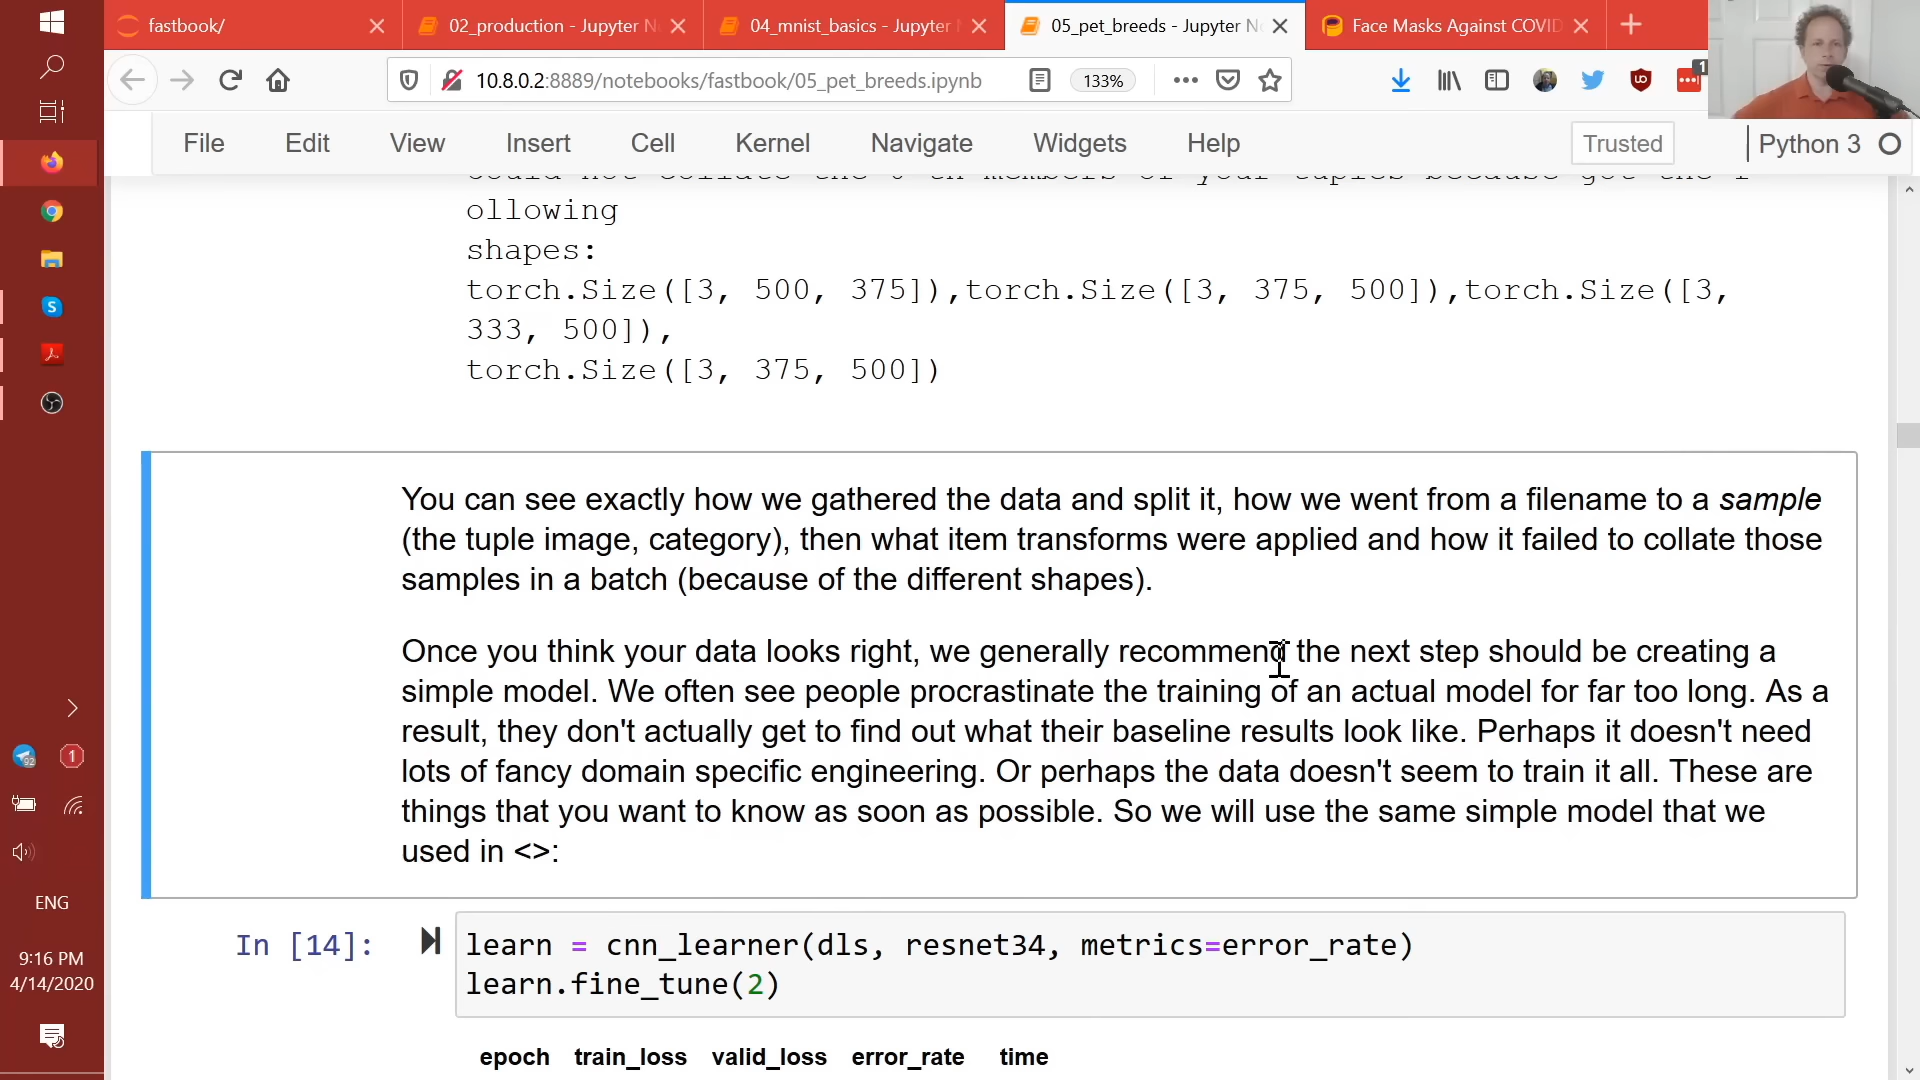 fastbook/
02_production - Jupyter N
04_mnist_basics - Jupyter N
05_pet_breeds - Jupyter N
Face Masks Against COVID
10.8.0.2:8889/notebooks/fastbook/05_pet_breeds.ipynb
133%
1
File Edit View Insert Cell Kernel Navigate Widgets Help
Trusted
Python 3
ollowing
shapes:
torch.Size([3, 500, 375]),torch.Size([3, 375, 500]),torch.Size([3,
333, 500]),
torch.Size([3, 375, 500])
You can see exactly how we gathered the data and split it, how we went from a filename to a sample
(the tuple image, category), then what item transforms were applied and how it failed to collate those
samples in a batch (because of the different shapes).
Once you think your data looks right, we generally recommend the next step should be creating a
simple model. We often see people procrastinate the training of an actual model for far too long. As a
result, they don't actually get to find out what their baseline results look like. Perhaps it doesn't need
lots of fancy domain specific engineering. Or perhaps the data doesn't seem to train it all. These are
things that you want to know as soon as possible. So we will use the same simple model that we
used in <>:
In [14]:
learn = cnn_learner(dls, resnet34, metrics=error_rate)
learn.fine_tune(2)
epoch train_loss valid_loss error_rate time
92
1
ENG
9:16 PM
4/14/2020